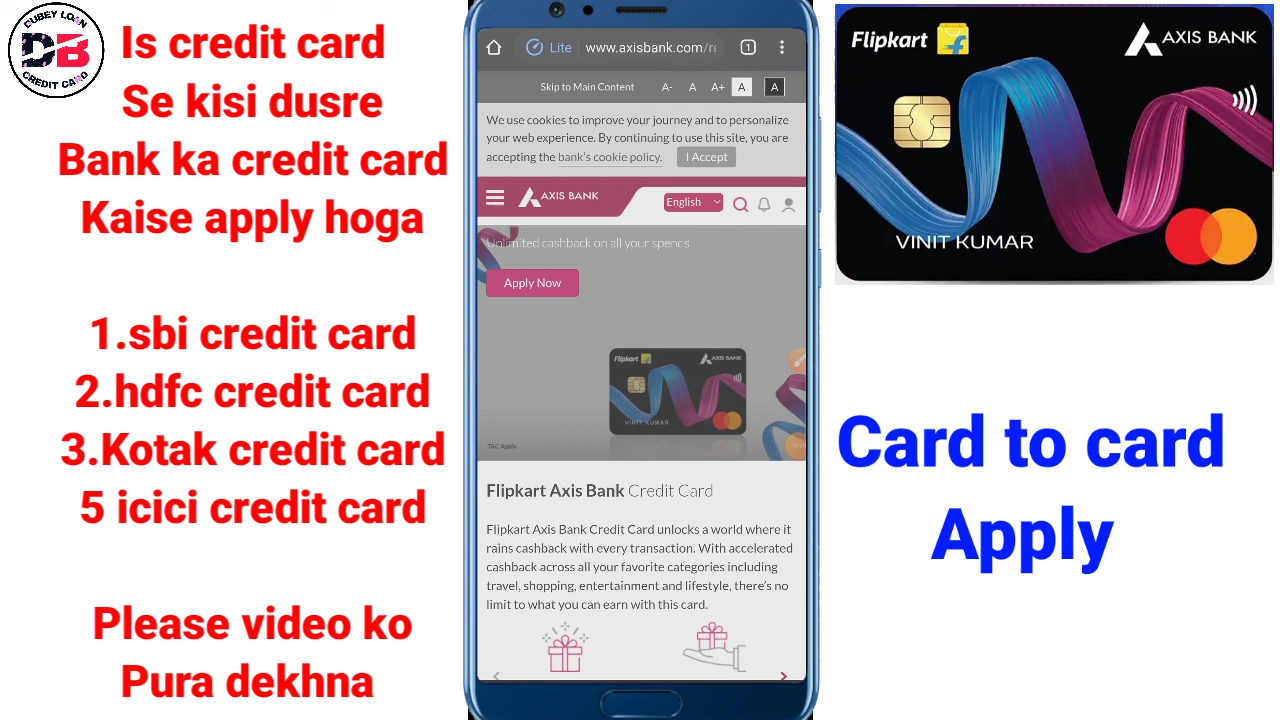 DUBEY LOAN
DB
CREDIT CARD
Is credit card
Se kisi dusre
Bank ka credit card
Kaise apply hoga
1.sbi credit card
2.hdfc credit card
3.Kotak credit card
5 icici credit card
Please video ko
Pura dekhna
Lite www.axisbank.com/re 1
Skip to Main Content A- A A+ A A
We use cookies to improve your journey and to personalize
your web experience. By continuing to use this site, you are
accepting the bank's cookie policy. I Accept
AXIS BANK English
Unlimited cashback on all your spends
Apply Now
Flipkart AXIS BANK
VINIT KUMAR
T&C Apply
Flipkart Axis Bank Credit Card
Flipkart Axis Bank Credit Card unlocks a world where it
rains cashback with every transaction. With accelerated
cashback across all your favorite categories including
travel, shopping, entertainment and lifestyle, there's no
limit to what you can earn with this card.
Flipkart AXIS BANK
VINIT KUMAR
Card to card
Apply